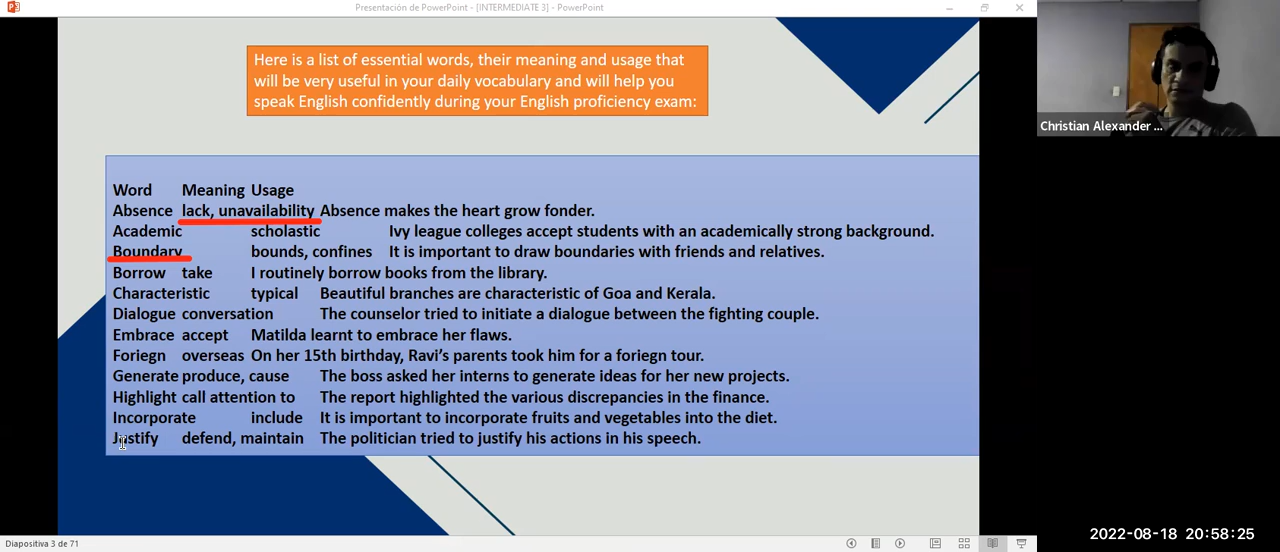 Presentación de PowerPoint - [INTERMEDIATE 3] - PowerPoint
Here is a list of essential words, their meaning and usage that
will be very useful in your daily vocabulary and will help you
speak English confidently during your English proficiency exam:
Christian Alexander ...
Word Meaning Usage
Absence lack, unavailability Absence makes the heart grow fonder.
Academic scholastic Ivy league colleges accept students with an academically strong background.
Boundary bounds, confines It is important to draw boundaries with friends and relatives.
Borrow take I routinely borrow books from the library.
Characteristic typical Beautiful branches are characteristic of Goa and Kerala.
Dialogue conversation The counselor tried to initiate a dialogue between the fighting couple.
Embrace accept Matilda learnt to embrace her flaws.
Foriegn overseas On her 15th birthday, Ravi's parents took him for a foriegn tour.
Generate produce, cause The boss asked her interns to generate ideas for her new projects.
Highlight call attention to The report highlighted the various discrepancies in the finance.
Incorporate include It is important to incorporate fruits and vegetables into the diet.
Justify defend, maintain The politician tried to justify his actions in his speech.
Diapositiva 3 de 71
2022-08-18 20:58:25